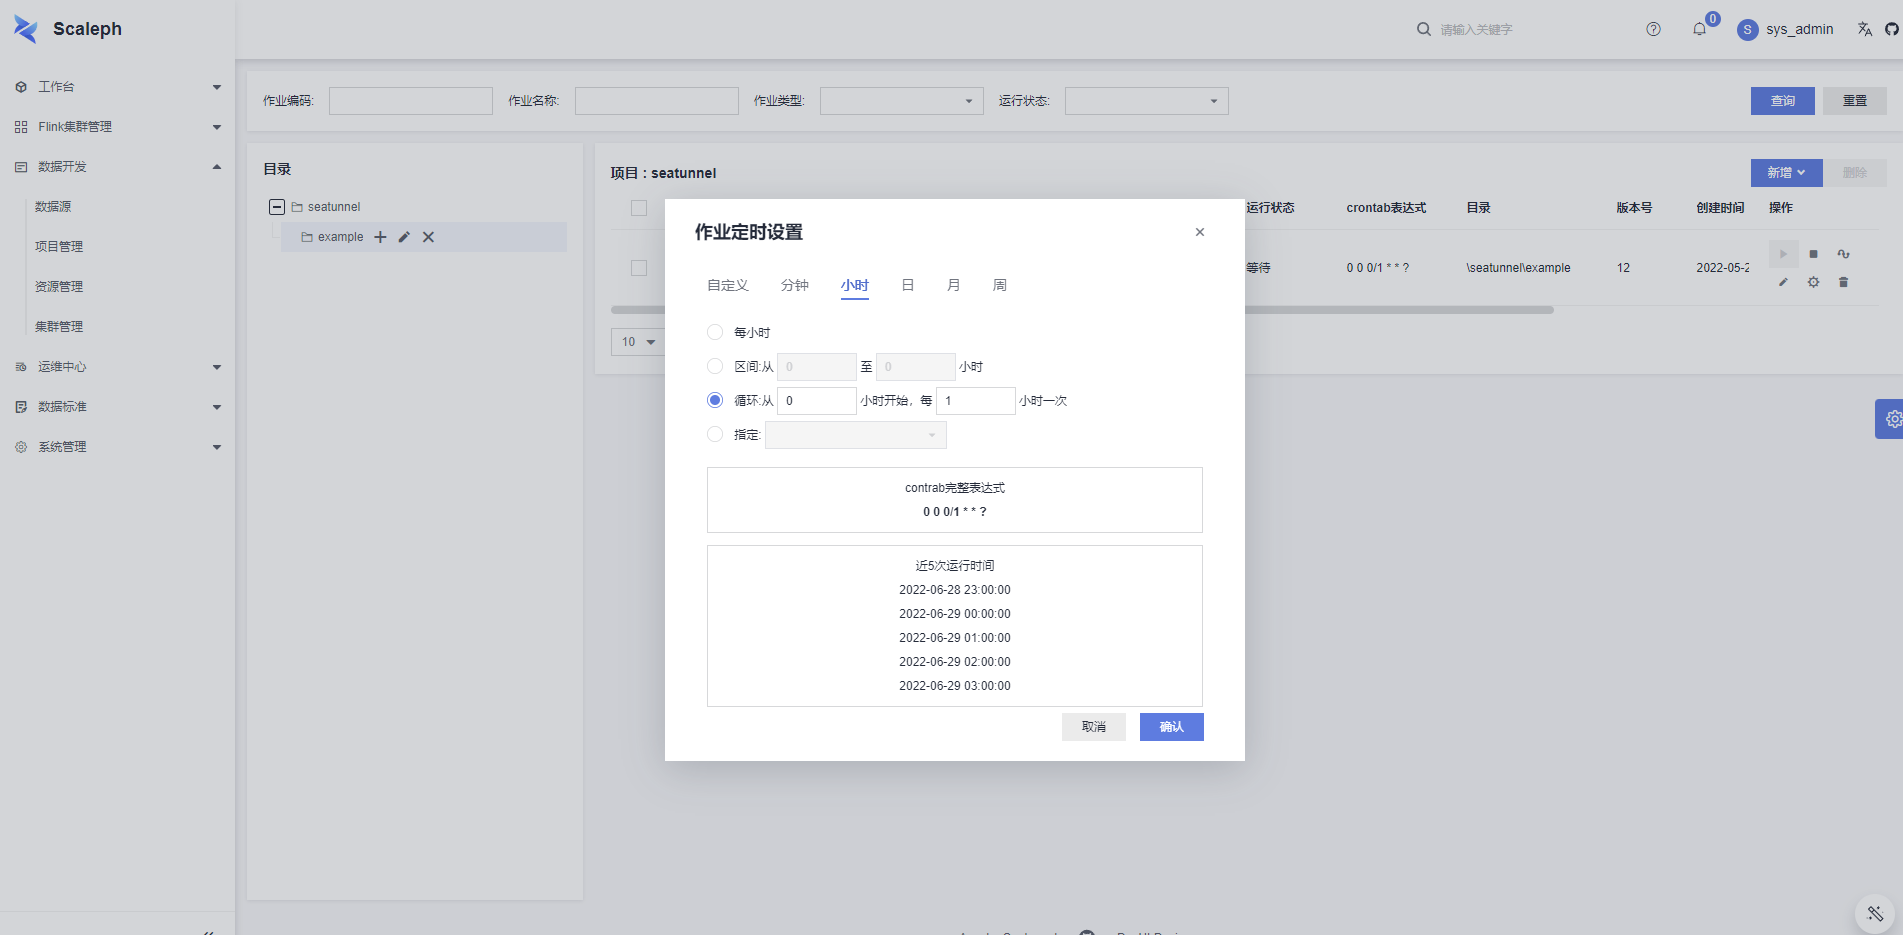 Scaleph
请输入关键字
0
S
sys_admin
工作台
Flink集群管理
数据开发
数据源
项目管理
资源管理
集群管理
运维中心
数据标准
系统管理
作业编码:
作业名称:
作业类型:
运行状态:
查询
重置
目录
seatunnel
example
项目 : seatunnel
新增
删除
运行状态
crontab表达式
目录
版本号
创建时间
操作
等待
0 0 0/1 * * ?
\seatunnel\example
12
2022-05-2
10
作业定时设置
自定义
分钟
小时
日
月
周
每小时
区间:从 0 至 0 小时
循环:从 0 小时开始，每 1 小时一次
指定:
contrab完整表达式
0 0 0/1 * * ?
近5次运行时间
2022-06-28 23:00:00
2022-06-29 00:00:00
2022-06-29 01:00:00
2022-06-29 02:00:00
2022-06-29 03:00:00
取消
确认